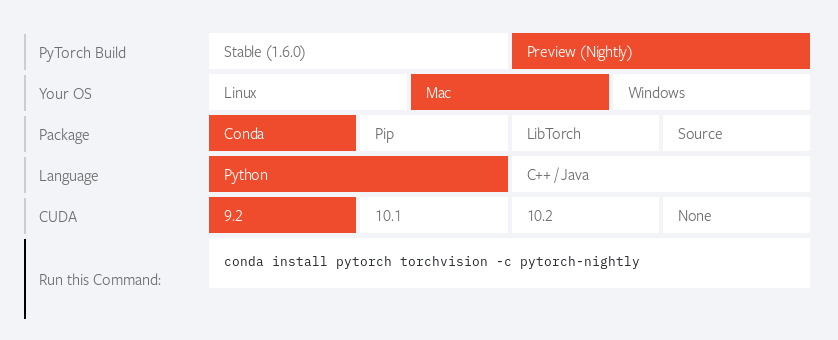 PyTorch Build Stable (1.6.0) Preview (Nightly)
Your OS Linux Mac Windows
Package Conda Pip LibTorch Source
Language Python C++ / Java
CUDA 9.2 10.1 10.2 None
Run this Command: conda install pytorch torchvision -c pytorch-nightly